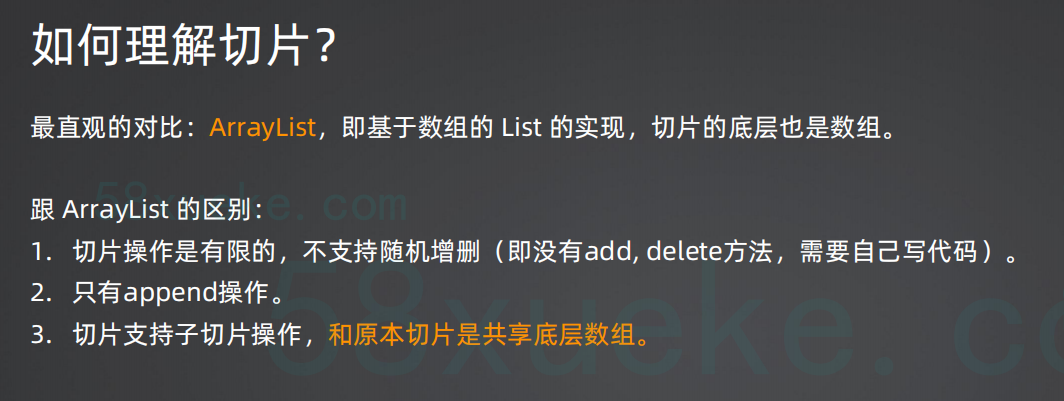 如何理解切片？
最直观的对比：ArrayList，即基于数组的 List 的实现，切片的底层也是数组。
58xueke.com
跟 ArrayList 的区别：
1. 切片操作是有限的，不支持随机增删（即没有add, delete方法，需要自己写代码）。
2. 只有append操作。
3. 切片支持子切片操作，和原本切片是共享底层数组。
58xueke. co